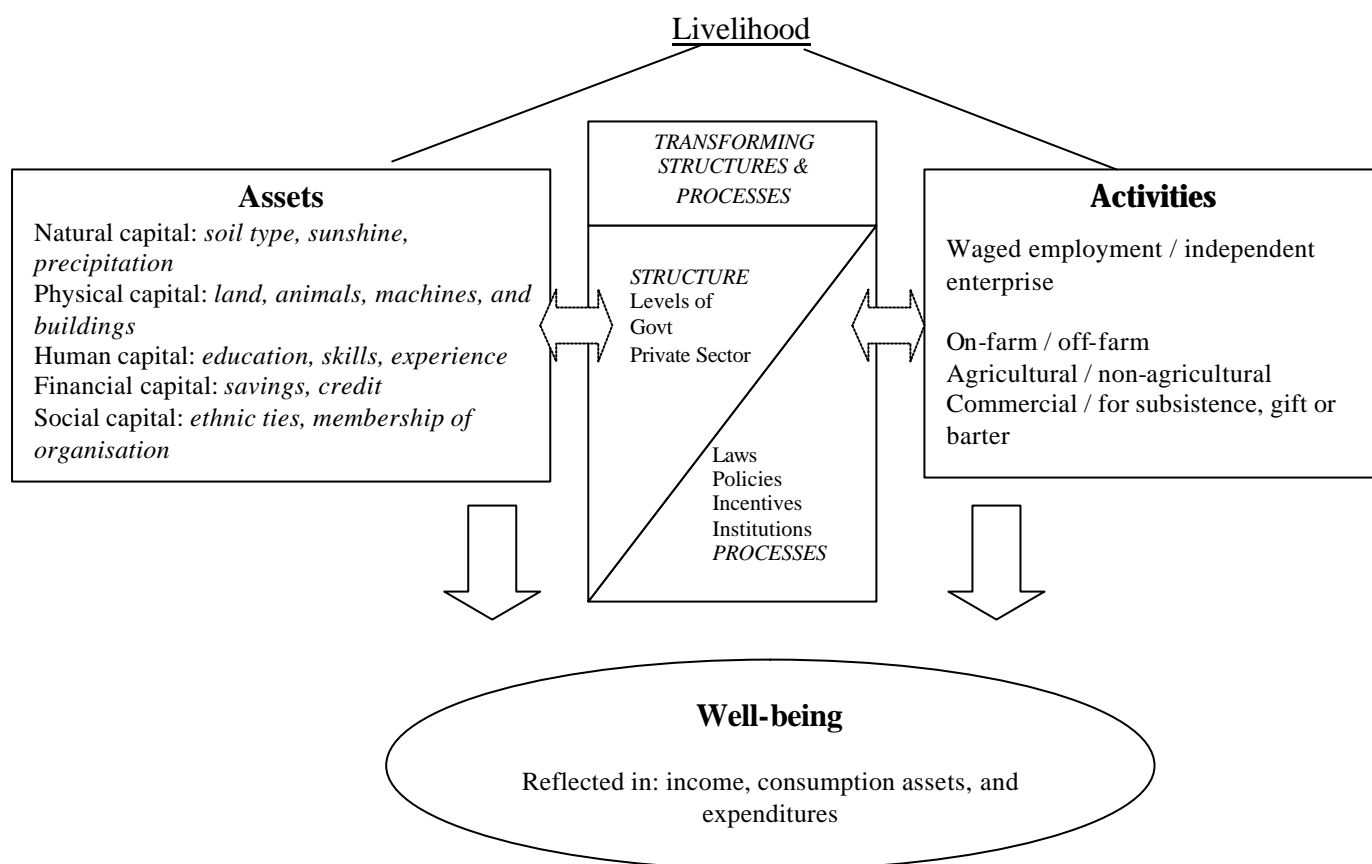 Livelihood
Assets
Natural capital: soil type, sunshine,
precipitation
Physical capital: land, animals, machines, and
buildings
Human capital: education, skills, experience
Financial capital: savings, credit
Social capital: ethnic ties, membership of
organisation
TRANSFORMING
STRUCTURES &
PROCESSES
STRUCTURE
Levels of
Govt
Private Sector
Laws
Policies
Incentives
Institutions
PROCESSES
Activities
Waged employment / independent
enterprise
On-farm / off-farm
Agricultural / non-agricultural
Commercial / for subsistence, gift or
barter
Well-being
Reflected in: income, consumption assets, and
expenditures